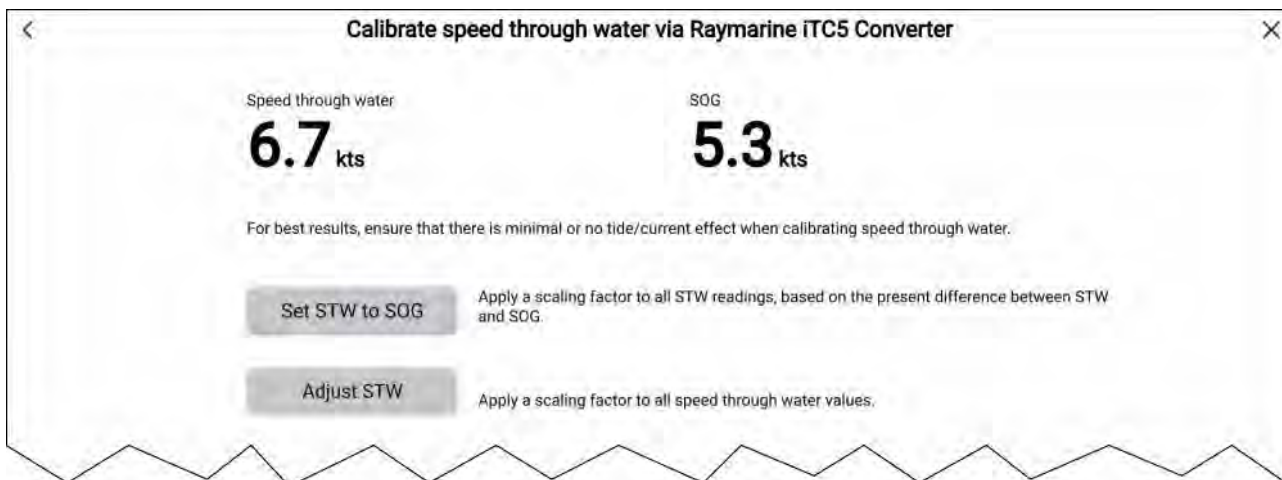 Calibrate speed through water via Raymarine iTC5 Converter
Speed through water
SOG
6.7 kts
5.3 kts
For best results, ensure that there is minimal or no tide/current effect when calibrating speed through water.
Set STW to SOG
Apply a scaling factor to all STW readings, based on the present difference between STW
and SOG.
Adjust STW
Apply a scaling factor to all speed through water values.